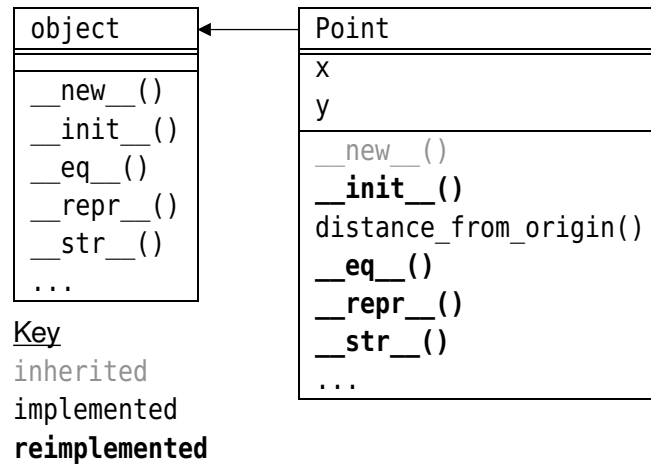 object
__new__()
__init__()
__eq__()
__repr__()
__str__()
...
Point
x
y
__new__()
__init__()
distance_from_origin()
__eq__()
__repr__()
__str__()
...
Key
inherited
implemented
reimplemented